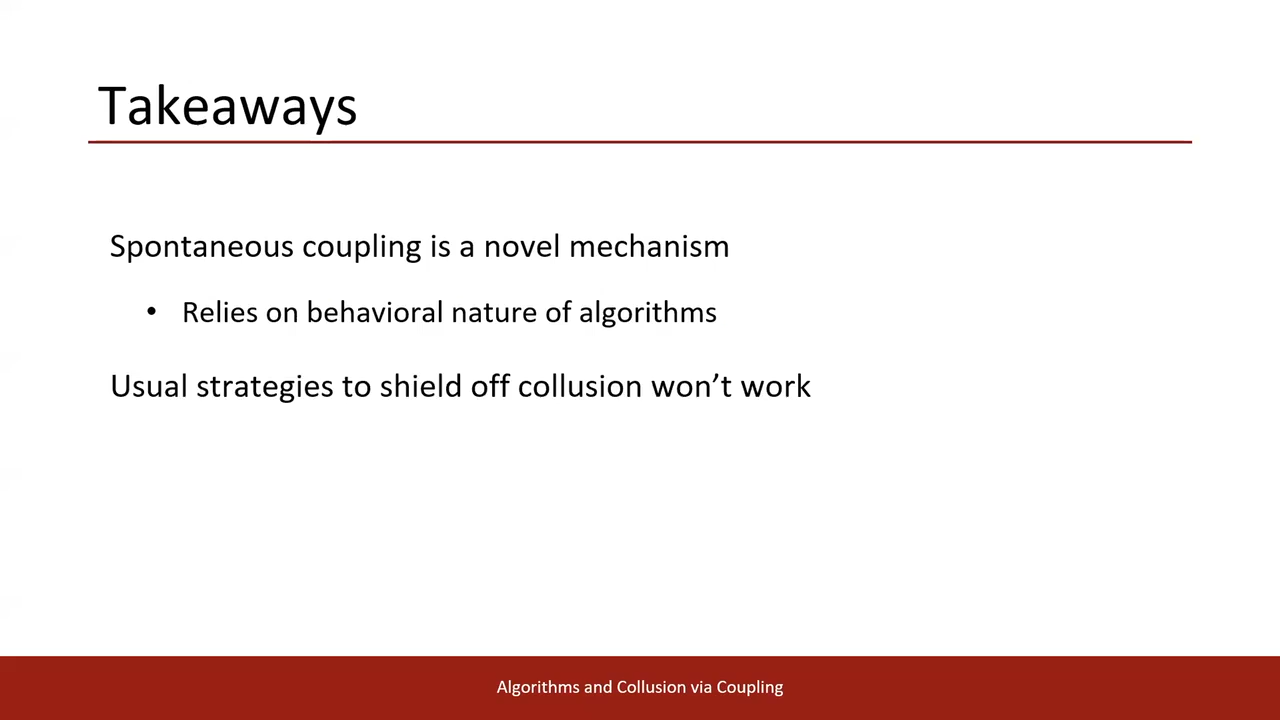 Takeaways
Spontaneous coupling is a novel mechanism
• Relies on behavioral nature of algorithms
Usual strategies to shield off collusion won’t work
Algorithms and Collusion via Coupling